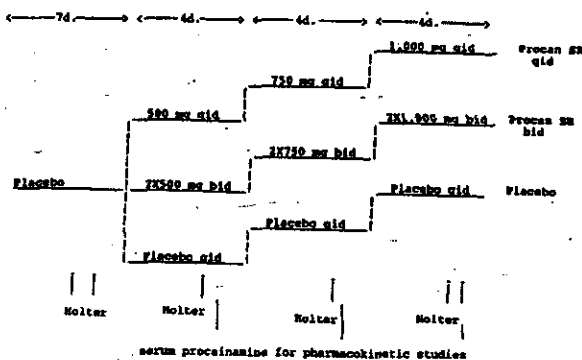 7d. 4d. 4d. 4d.
1.000 mg qid Procan SR
qid
750 mg qid
500 mg qid 2X1.000 mg bid Procan SR
bid
2X750 mg bid
Placebo 2X500 mg bid Placebo qid Placebo
Placebo qid
Placebo qid
Holter Holter Holter Holter
serum procainamine for pharmacokinetic studies